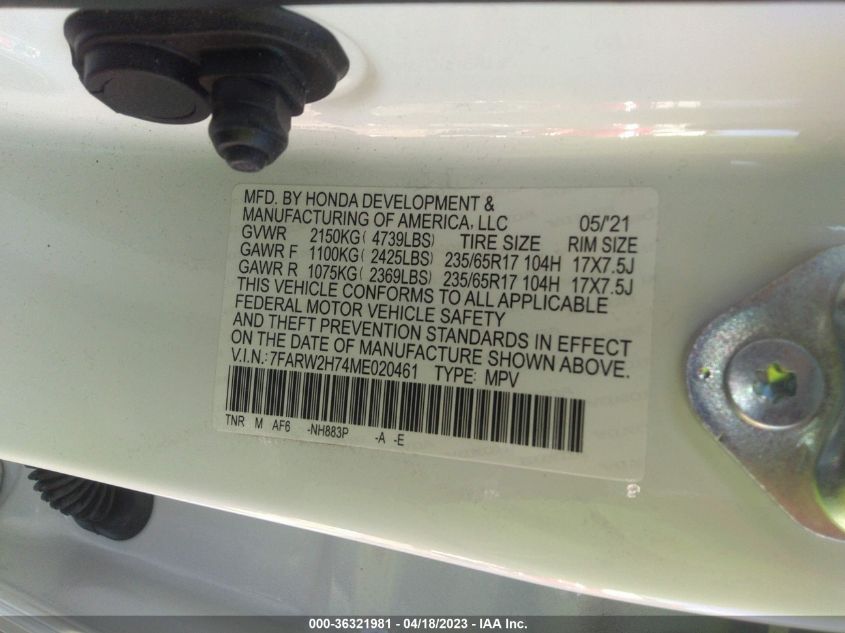 MFD. BY HONDA DEVELOPMENT &
MANUFACTURING OF AMERICA, LLC 05/'21
GVWR 2150KG( 4739LBS) TIRE SIZE RIM SIZE
GAWR F 1100KG( 2425LBS) 235/65R17 104H 17X7.5J
GAWR R 1075KG( 2369LBS) 235/65R17 104H 17X7.5J
THIS VEHICLE CONFORMS TO ALL APPLICABLE
FEDERAL MOTOR VEHICLE SAFETY
AND THEFT PREVENTION STANDARDS IN EFFECT
ON THE DATE OF MANUFACTURE SHOWN ABOVE.
V.I.N.:7FARW2H74ME020461 TYPE: MPV
TNR M AF6 -NH883P -A -E
000-36321981 - 04/18/2023 - IAA Inc.